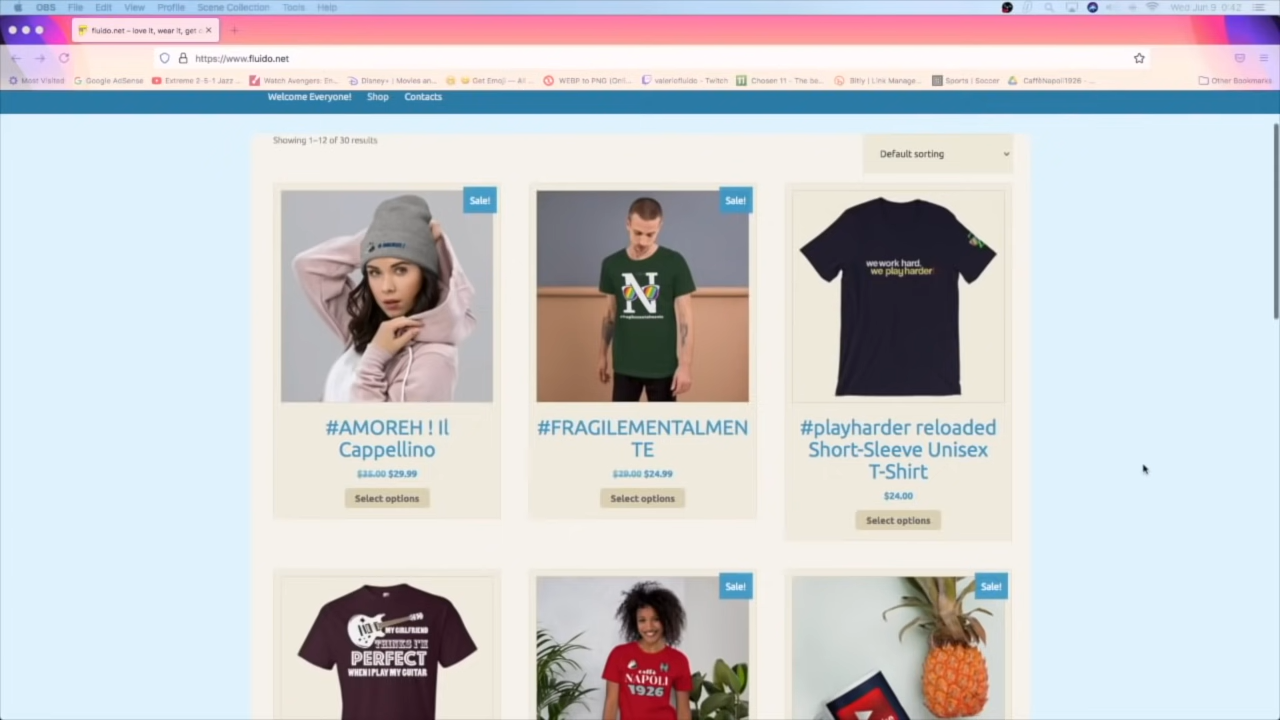 OBS File Edit View Profile Scene Collection Tools Help Wed Jun 9 9:42
fluido.net – love it, wear it, get
https://www.fluido.net
Most Visited Google AdSense Extreme 2-5-1 Jazz ... Watch Avengers: En... Disney+ | Movies an... Get Emoji — Al... WEBP to PNG (Onl... valeriofluido - Twitch Chosen 11 - The be... Bitly | Link Manage... Sports | Soccer CaffèNapoli1926 - ... Other Bookmarks
Welcome Everyone! Shop Contacts
Showing 1–12 of 30 results
Default sorting
Sale! Sale!
we work hard.
we play harder
N
#AMOREH ! Il
Cappellino
$35.00 $29.99
Select options
#FRAGILEMENTALMEN
TE
$29.00 $24.99
Select options
#playharder reloaded
Short-Sleeve Unisex
T-Shirt
$24.00
Select options
Sale! Sale!
MY GIRLFRIEND
THINKS I'M
PERFECT
WHEN I PLAY MY GUITAR
caffè
NAPOLI
1926